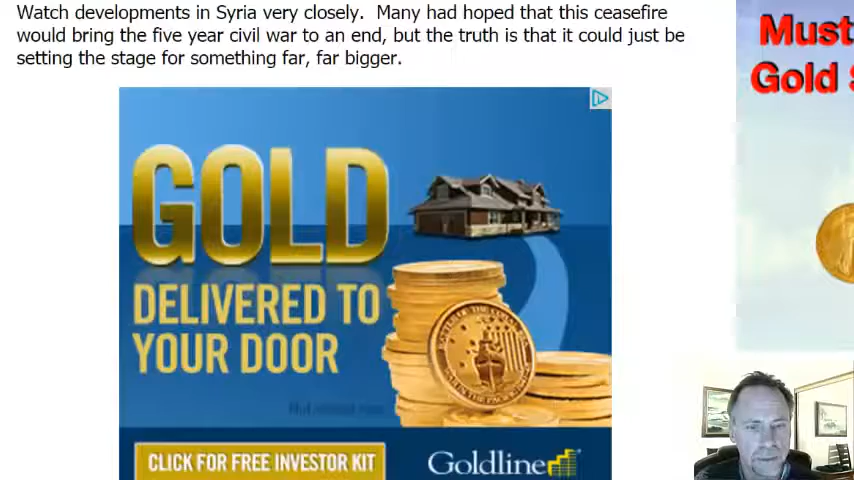 Watch developments in Syria very closely.  Many had hoped that this ceasefire
would bring the five year civil war to an end, but the truth is that it could just be
setting the stage for something far, far bigger.
Must
Gold S
GOLD
DELIVERED TO
YOUR DOOR
CLICK FOR FREE INVESTOR KIT
Goldline